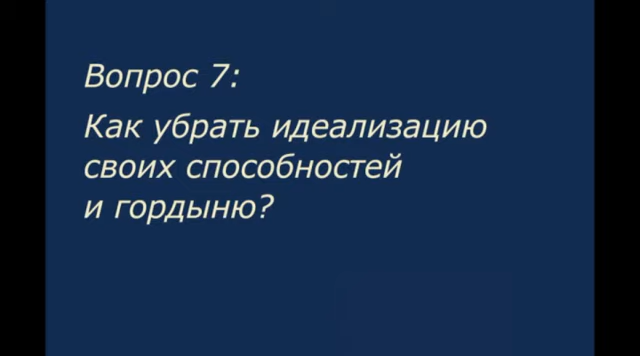 Вопрос 7:
Как убрать идеализацию
своих способностей
и гордыню?